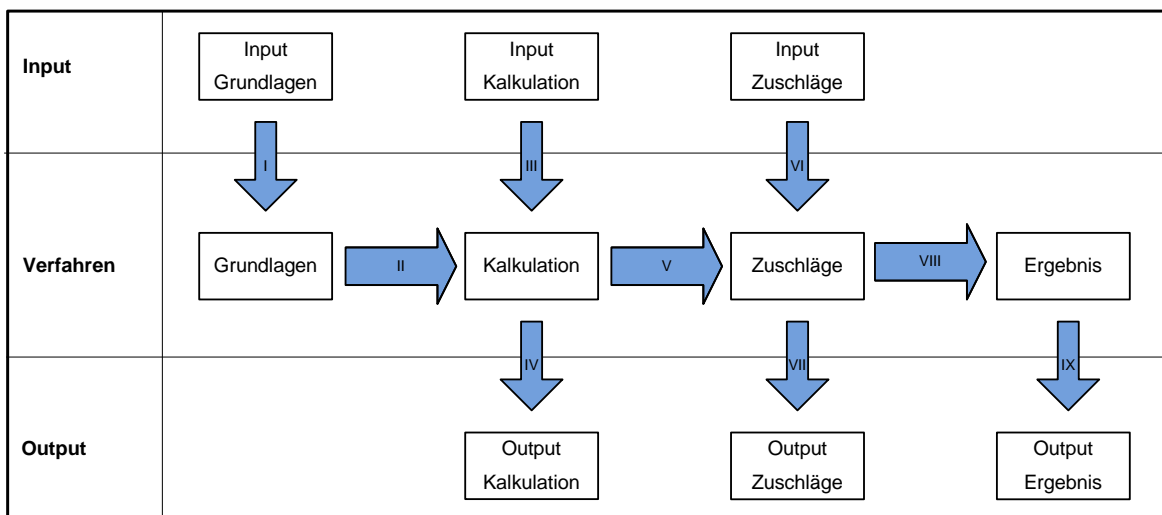 Input
Input
Grundlagen
Input
Kalkulation
Input
Zuschläge
I
III
VI
Verfahren
Grundlagen
II
Kalkulation
V
Zuschläge
VIII
Ergebnis
IV
VII
IX
Output
Output
Kalkulation
Output
Zuschläge
Output
Ergebnis